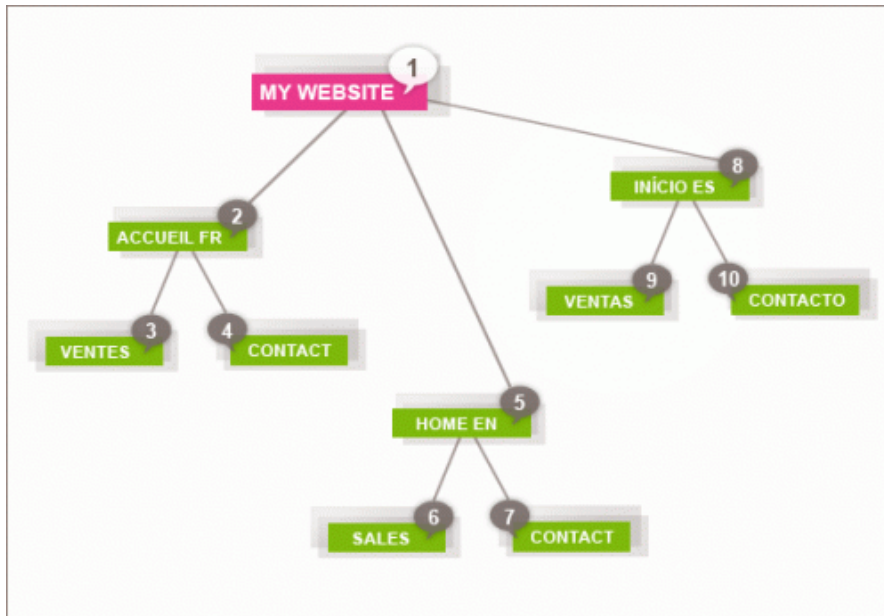 1
MY WEBSITE
2
ACCUEIL FR
3
VENTES
4
CONTACT
5
HOME EN
6
SALES
7
CONTACT
8
INÍCIO ES
9
VENTAS
10
CONTACTO